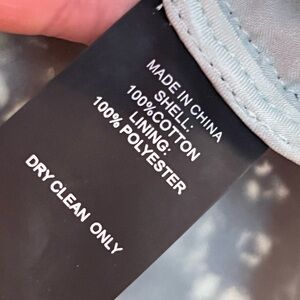 MADE IN CHINA
SHELL:
100%COTTON
LINING:
100% POLYESTER
DRY CLEAN ONLY